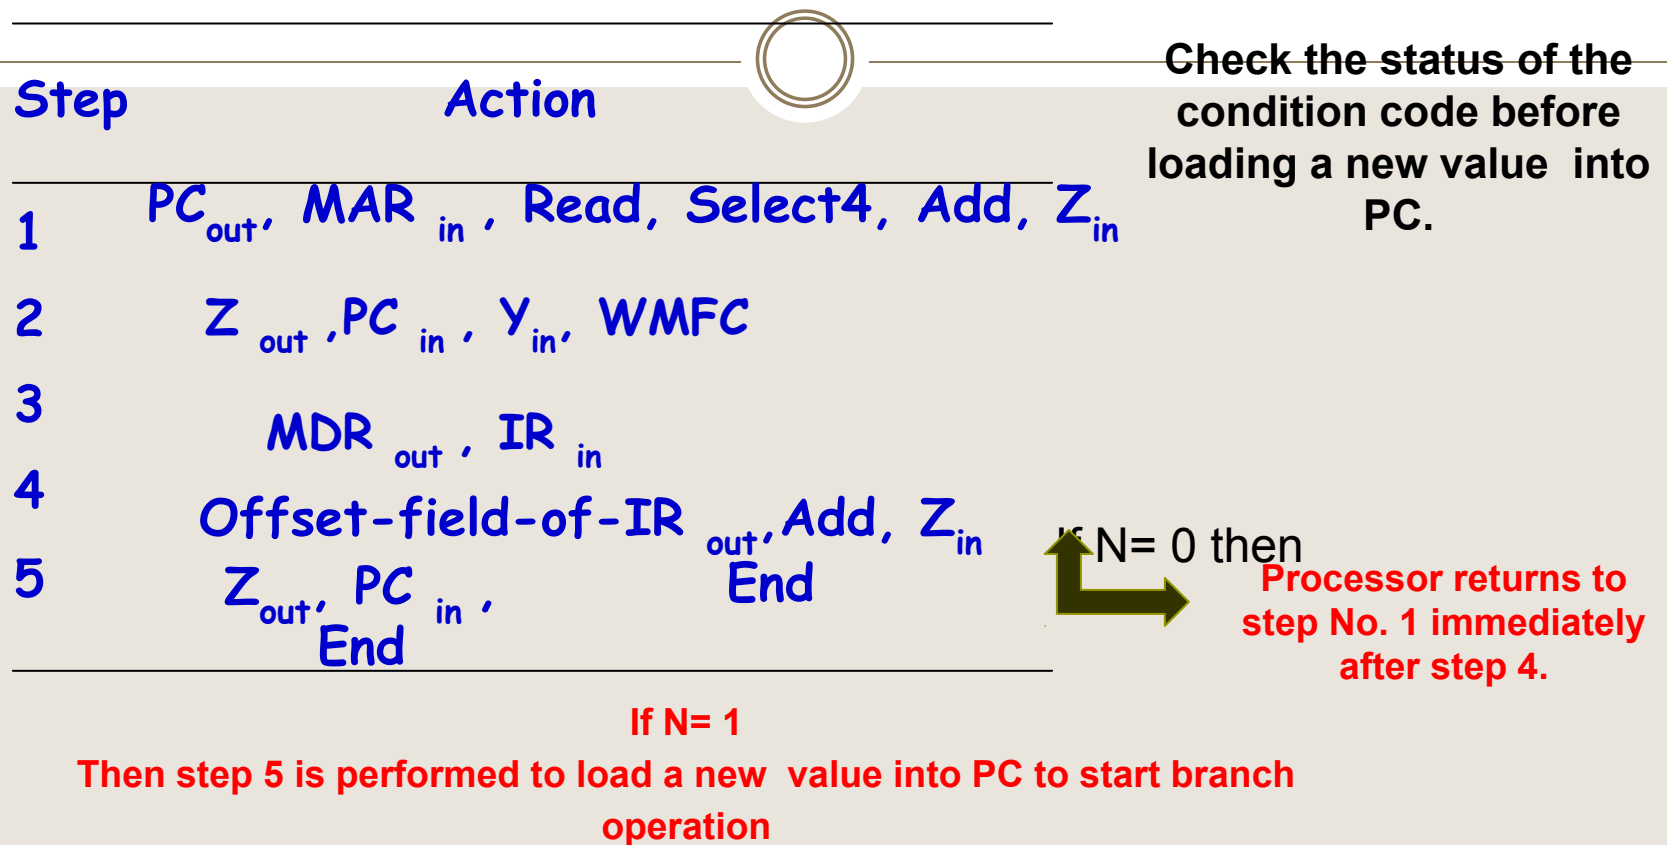 Step Action
1 PCout, MAR in , Read, Select4, Add, Zin
2 Z out ,PC in , Yin, WMFC
3 MDR out , IR in
4 Offset-field-of-IR out, Add, Zin If N= 0 then
End
5 Zout, PC in ,
End
Check the status of the
condition code before
loading a new value into
PC.
Processor returns to
step No. 1 immediately
after step 4.
If N= 1
Then step 5 is performed to load a new value into PC to start branch
operation